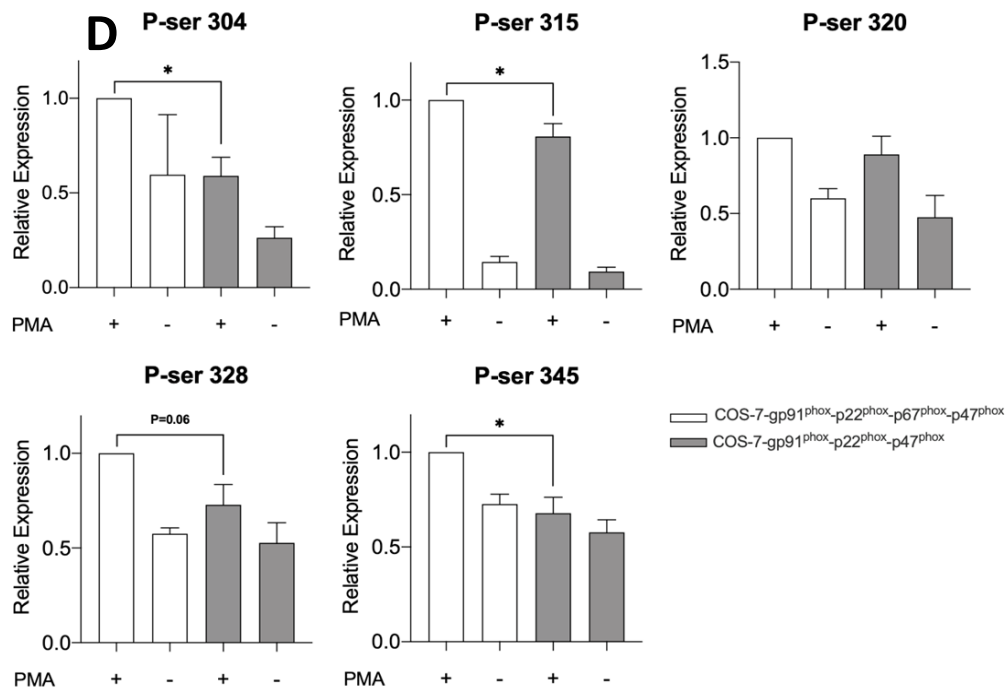 D
P-ser 304
Relative Expression
1.0
0.5
0.0
*
PMA + - + -
P-ser 315
Relative Expression
1.0
0.5
0.0
*
PMA + - + -
P-ser 320
Relative Expression
1.5
1.0
0.5
0.0
PMA + - + -
P-ser 328
Relative Expression
1.0
0.5
0.0
P=0.06
PMA + - + -
P-ser 345
Relative Expression
1.0
0.5
0.0
*
PMA + - + -
COS-7-gp91phox-p22phox-p67phox-p47phox
COS-7-gp91phox-p22phox-p47phox